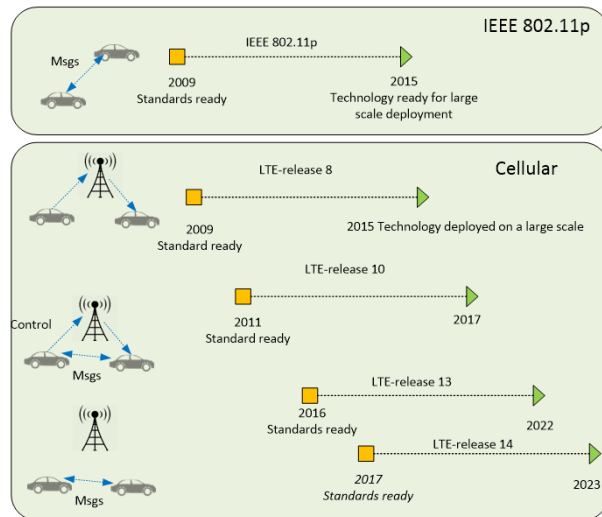 IEEE 802.11p
IEEE 802.11p
Msgs
2009
Standards ready
2015
Technology ready for large
scale deployment
Cellular
LTE-release 8
2009
Standard ready
2015 Technology deployed on a large scale
LTE-release 10
Control
2011
Standard ready
2017
Msgs
LTE-release 13
2016
Standards ready
2022
LTE-release 14
2017
Standards ready
2023
Msgs